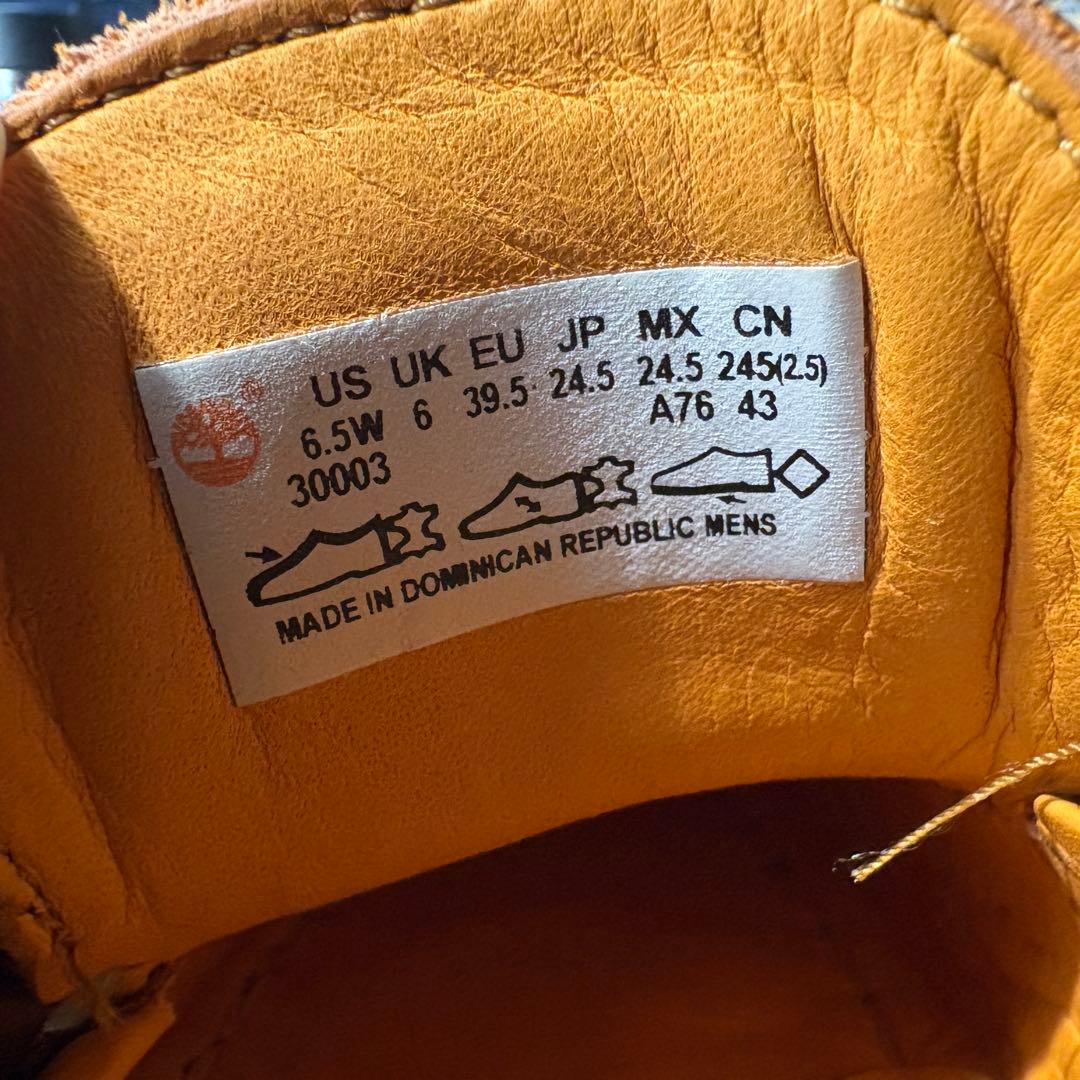 US UK EU JP MX CN
6.5W 6 39.5 24.5 24.5 245(2.5)
30003 A76 43
MADE IN DOMINICAN REPUBLIC MENS
®